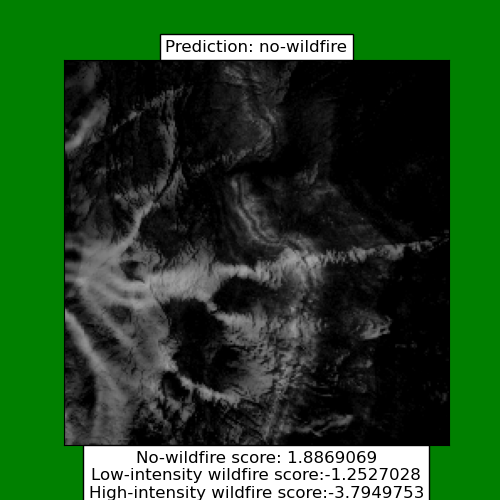 Prediction: no-wildfire
No-wildfire score: 1.8869069
Low-intensity wildfire score:-1.2527028
High-intensity wildfire score:-3.7949753